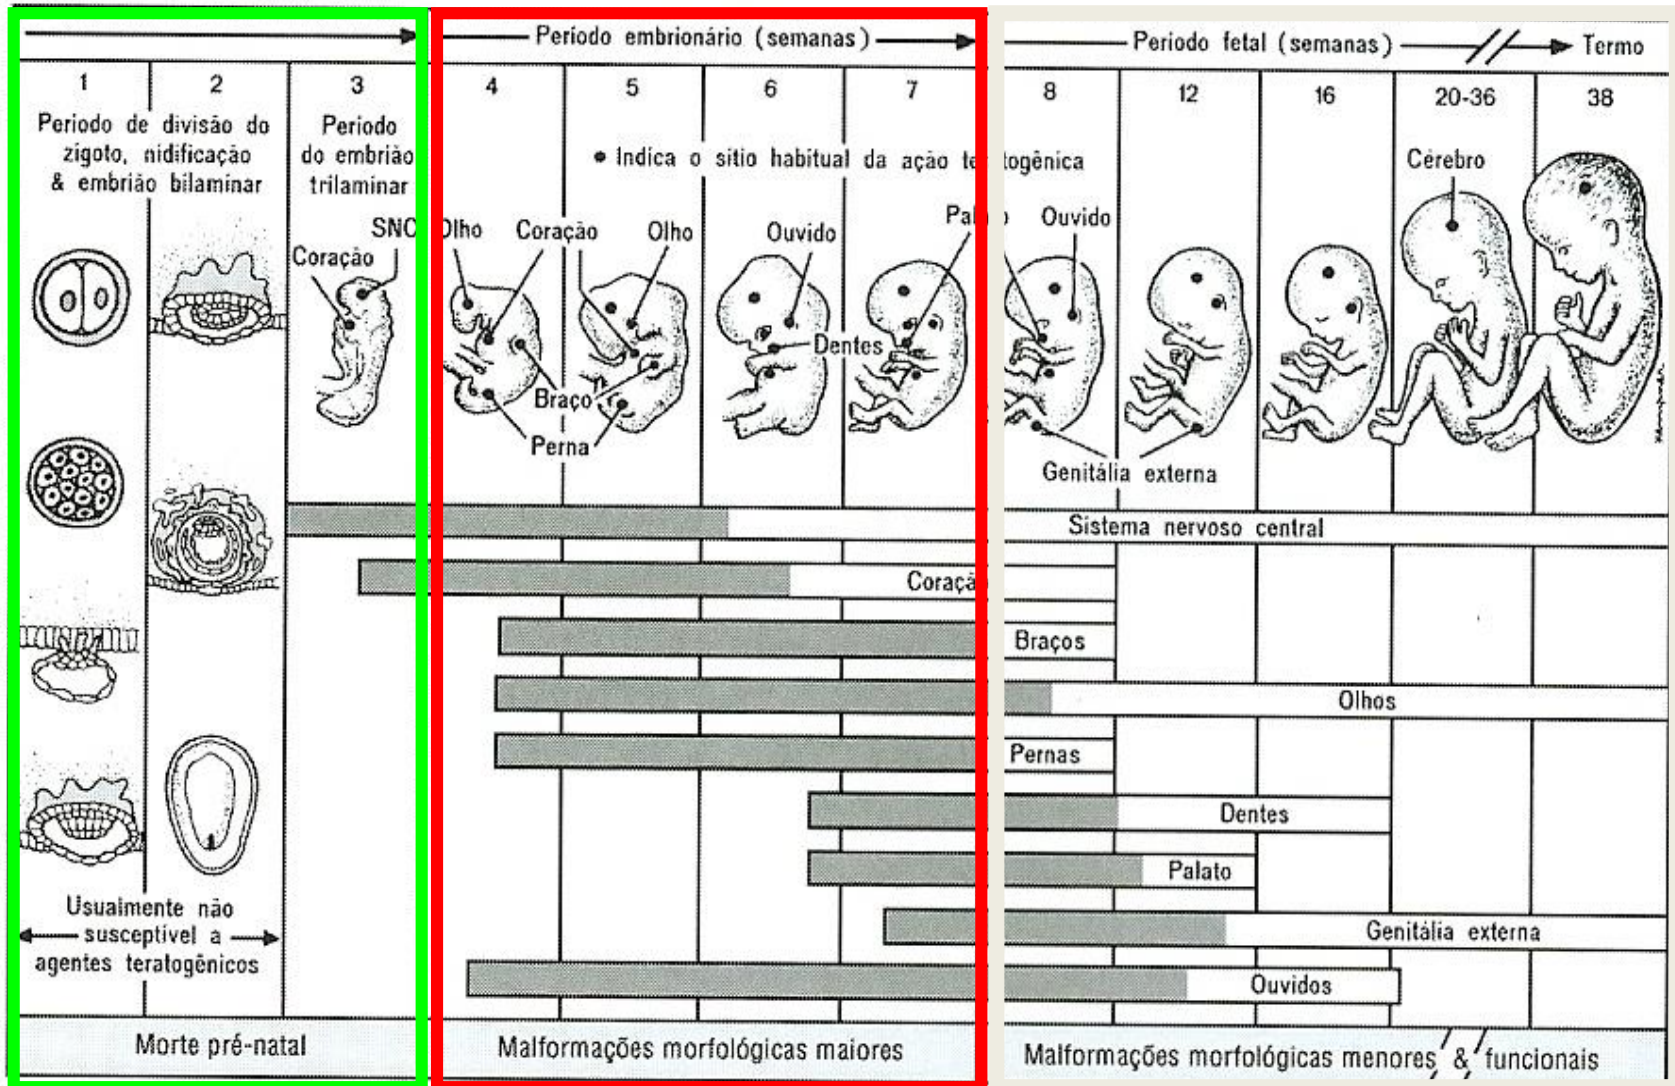 Período embrionário (semanas)
Período fetal (semanas)
Termo
1
2
3
4
5
6
7
8
12
16
20-36
38
Período de divisão do
zigoto, nidificação
& embrião bilaminar
Período
do embrião
trilaminar
Indica o sítio habitual da ação te togênica
SNC
Coração
Olho
Coração
Olho
Ouvido
Pal o
Ouvido
Cérebro
Dentes
Braço
Perna
Genitália externa
Sistema nervoso central
Coraçã
Braços
Olhos
Pernas
Dentes
Palato
Genitália externa
Ouvidos
Usualmente não
susceptível a
agentes teratogênicos
Morte pré-natal
Malformações morfológicas maiores
Malformações morfológicas menores & funcionais